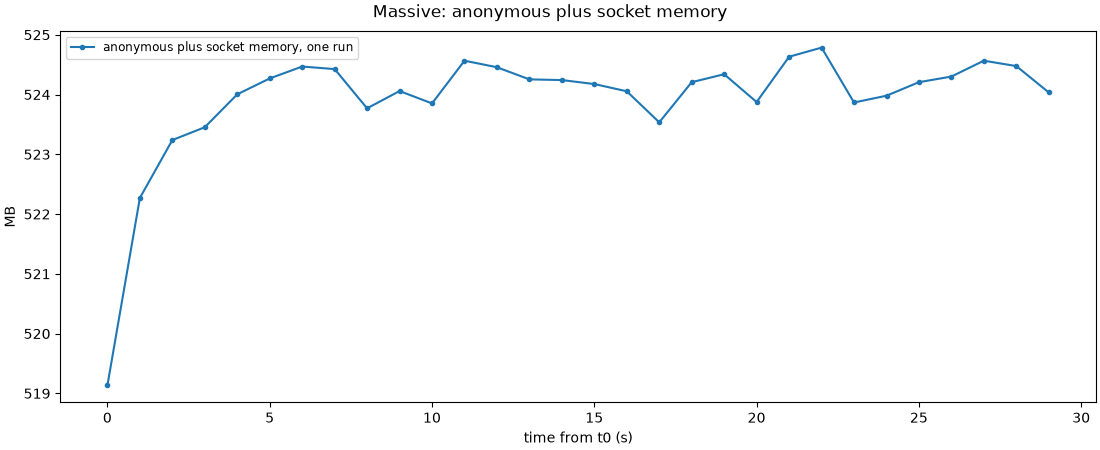 Massive: anonymous plus socket memory
anonymous plus socket memory, one run
MB
525
524
523
522
521
520
519
0 5 10 15 20 25 30
time from t0 (s)